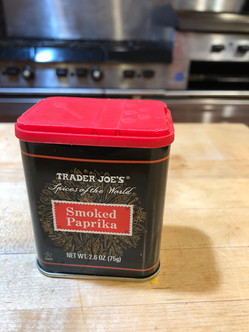 TRADER JOE'S®
Spices of the World
Smoked
Paprika
NET WT. 2.6 OZ (75g)